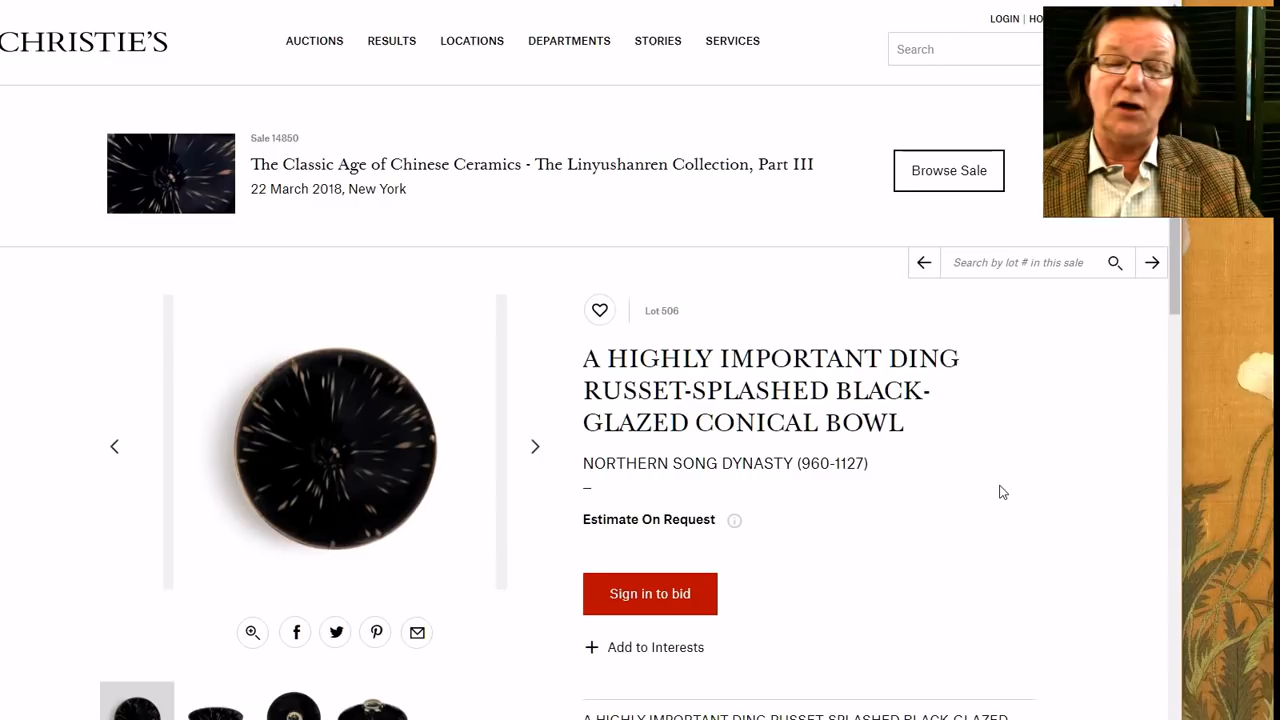 CHRISTIE'S
AUCTIONS RESULTS LOCATIONS DEPARTMENTS STORIES SERVICES
LOGIN | HO
Search
Sale 14850
The Classic Age of Chinese Ceramics - The Linyushanren Collection, Part III
22 March 2018, New York
Browse Sale
Search by lot # in this sale
Lot 506
A HIGHLY IMPORTANT DING
RUSSET-SPLASHED BLACK-
GLAZED CONICAL BOWL
NORTHERN SONG DYNASTY (960-1127)
Estimate On Request
Sign in to bid
+ Add to Interests
A HIGHLY IMPORTANT DING RUSSET-SPLASHED BLACK-GLAZED